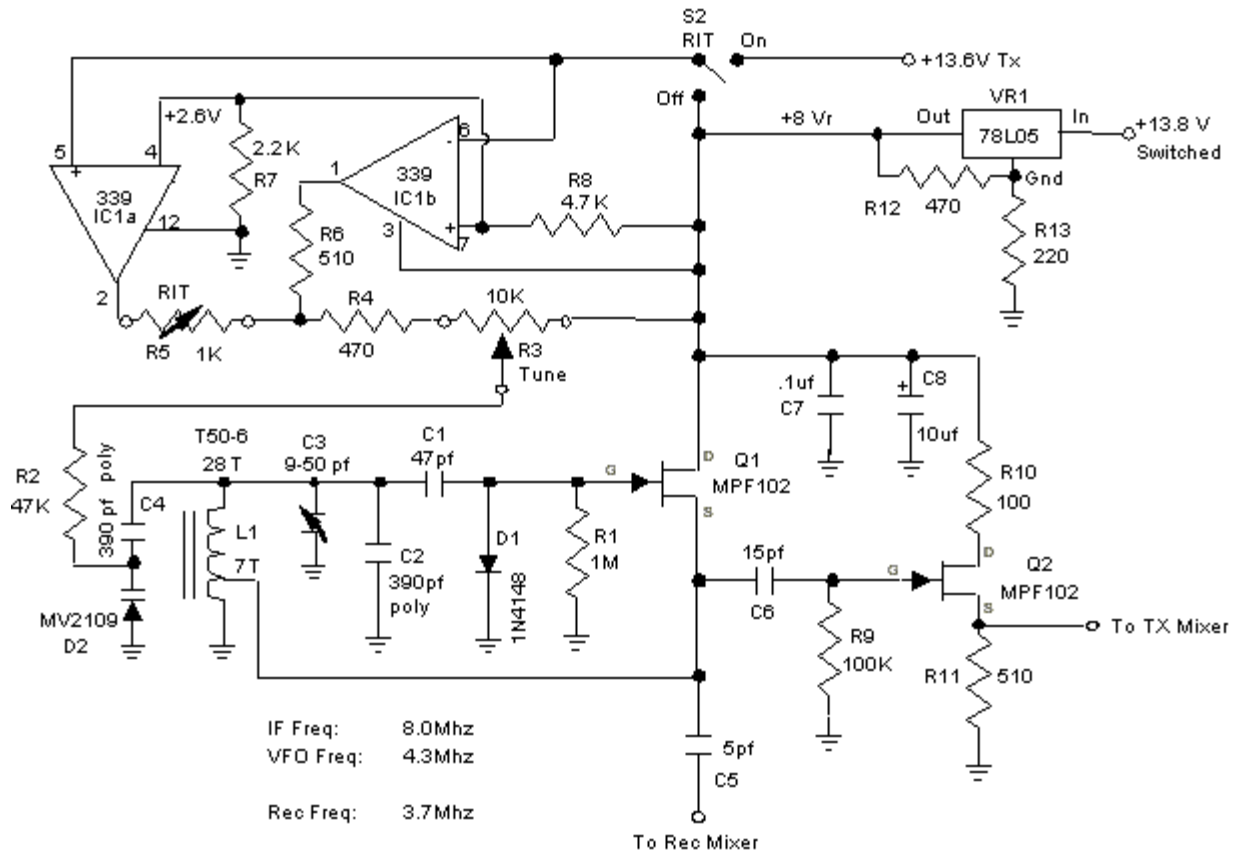 S2
RIT On
+13.6V Tx
Off
VR1
+8 Vr Out In
78L05
+13.8 V
Switched
Gnd
R12 470
R13
220
+2.6V
5 4
+
339
IC1a
12
2
2.2K
R7
1
339
IC1b
6
-
3
+
7
R8
4.7K
R6
510
RIT
R5 1K
R4
470
10K
R3
Tune
R2
47K
390 pf poly
C4
MV2109
D2
T50-6
28 T
L1
7T
C3
9-50 pf
C1
47pf
C2
390pf
poly
D1
1N4148
R1
1M
G
D
S
Q1
MPF102
.1uf
C7
+
C8
10uf
R10
100
15pf
C6
R9
100K
G
D
S
Q2
MPF102
To TX Mixer
R11 510
5pf
C5
To Rec Mixer
IF Freq: 8.0Mhz
VFO Freq: 4.3Mhz
Rec Freq: 3.7Mhz